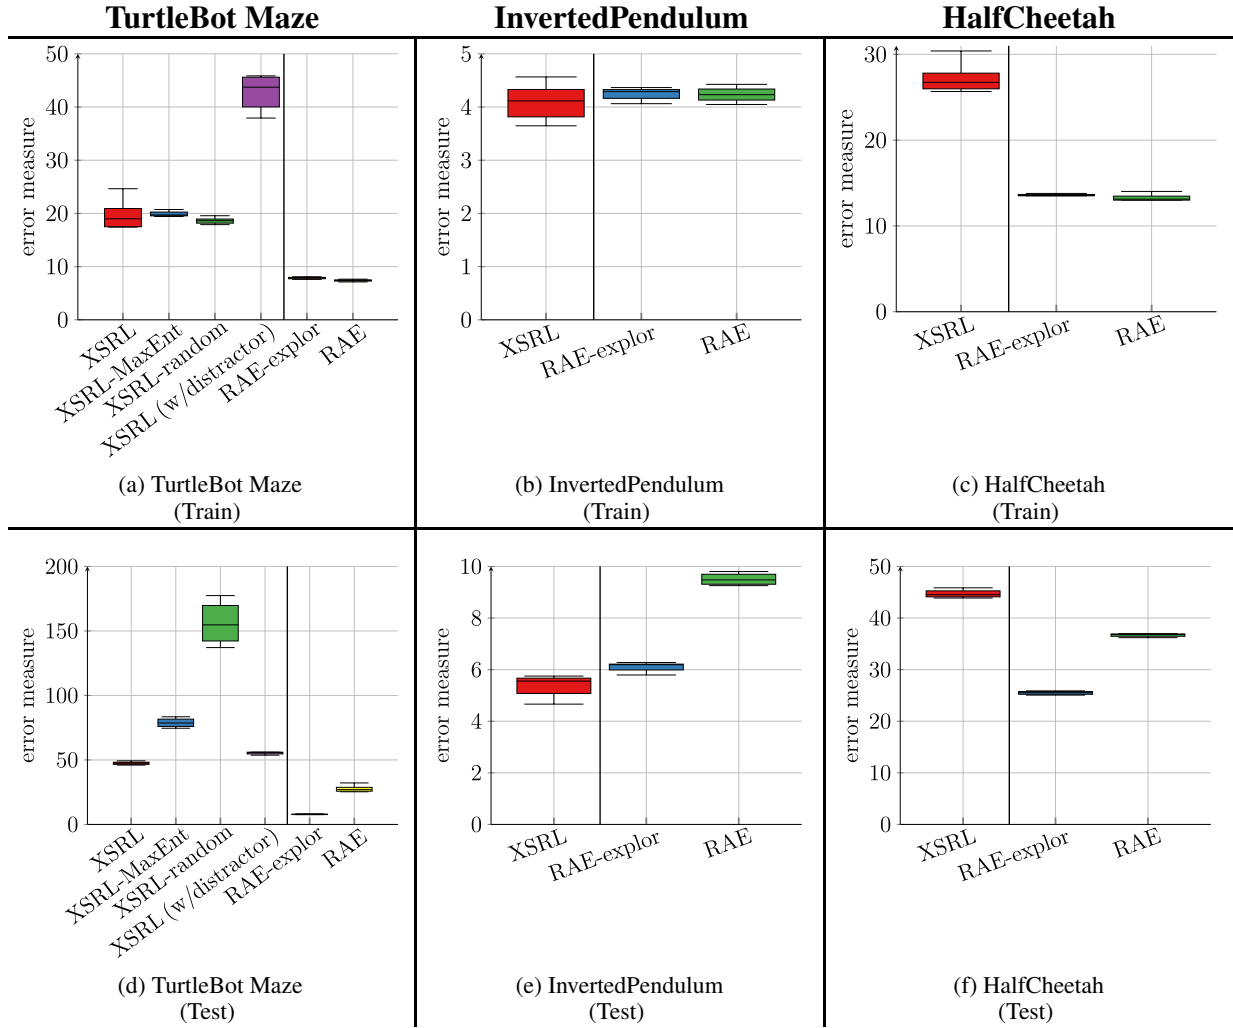 TurtleBot Maze
InvertedPendulum
HalfCheetah
50
40
30
20
10
0
error measure
XSRL
XSRL-MaxEnt
XSRL-random
XSRL (w/distractor)
RAE-explor
RAE
(a) TurtleBot Maze
(Train)
5
4
3
2
1
0
error measure
XSRL
RAE-explor
RAE
(b) InvertedPendulum
(Train)
30
20
10
0
error measure
XSRL
RAE-explor
RAE
(c) HalfCheetah
(Train)
200
150
100
50
0
error measure
XSRL
XSRL-MaxEnt
XSRL-random
XSRL (w/distractor)
RAE-explor
RAE
(d) TurtleBot Maze
(Test)
10
8
6
4
2
0
error measure
XSRL
RAE-explor
RAE
(e) InvertedPendulum
(Test)
50
40
30
20
10
0
error measure
XSRL
RAE-explor
RAE
(f) HalfCheetah
(Test)